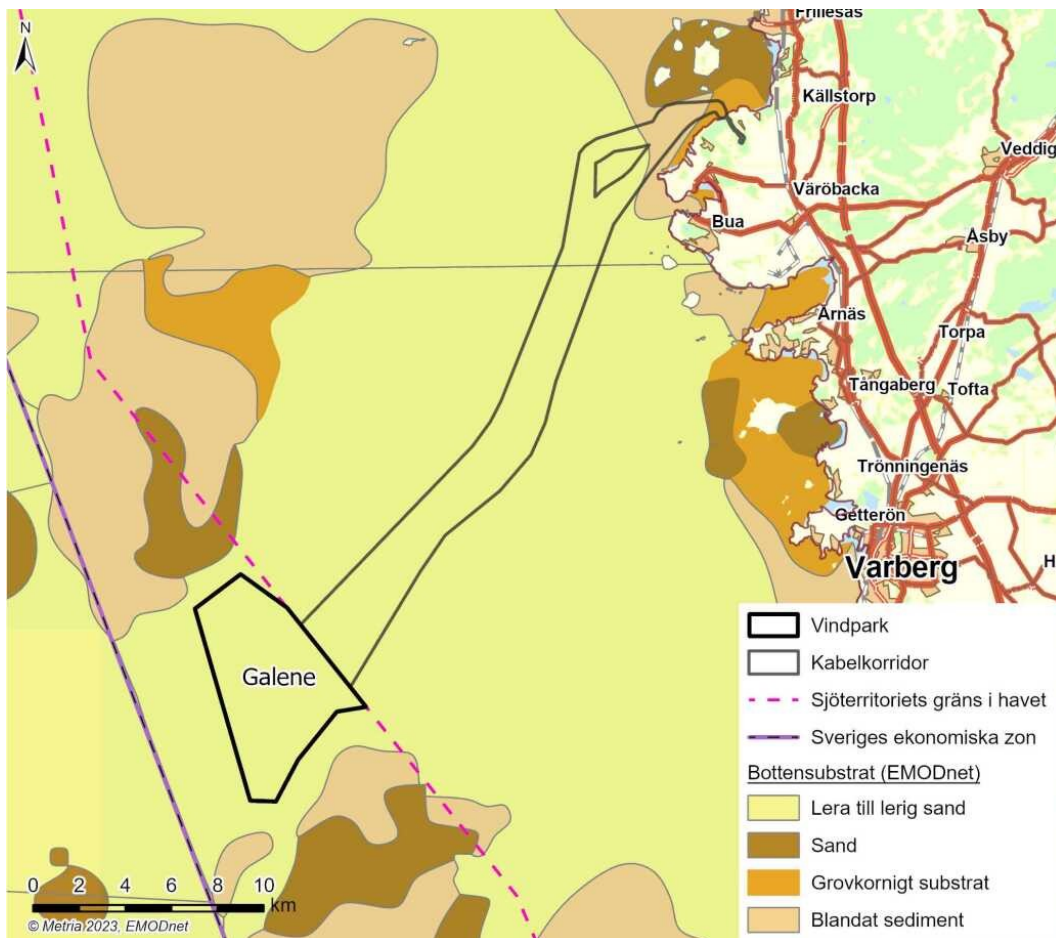 N
Frillesås
Källstorp
Veddig
Väröbacka
Bua
Åsby
Årnäs
Torpa
Tångaberg
Tofta
Trönningenäs
Getterön
Varberg
H
Galene
Vindpark
Kabelkorridor
Sjöterritoriets gräns i havet
Sveriges ekonomiska zon
Bottensubstrat (EMODnet)
Lera till lerig sand
Sand
Grovkornigt substrat
Blandat sediment
0 2 4 6 8 10
km
© Metria 2023, EMODnet